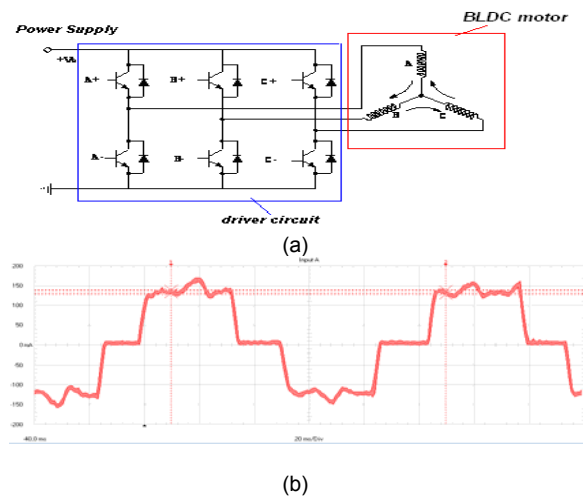 BLDC motor
Power Supply
+Vs
A+ B+ C+
A
B C
A- B- C-
driver circuit
(a)
Input A
200
150
100
50
0 mA
-50
-100
-150
-200
-40.0 ms 20 ms/Div
(b)